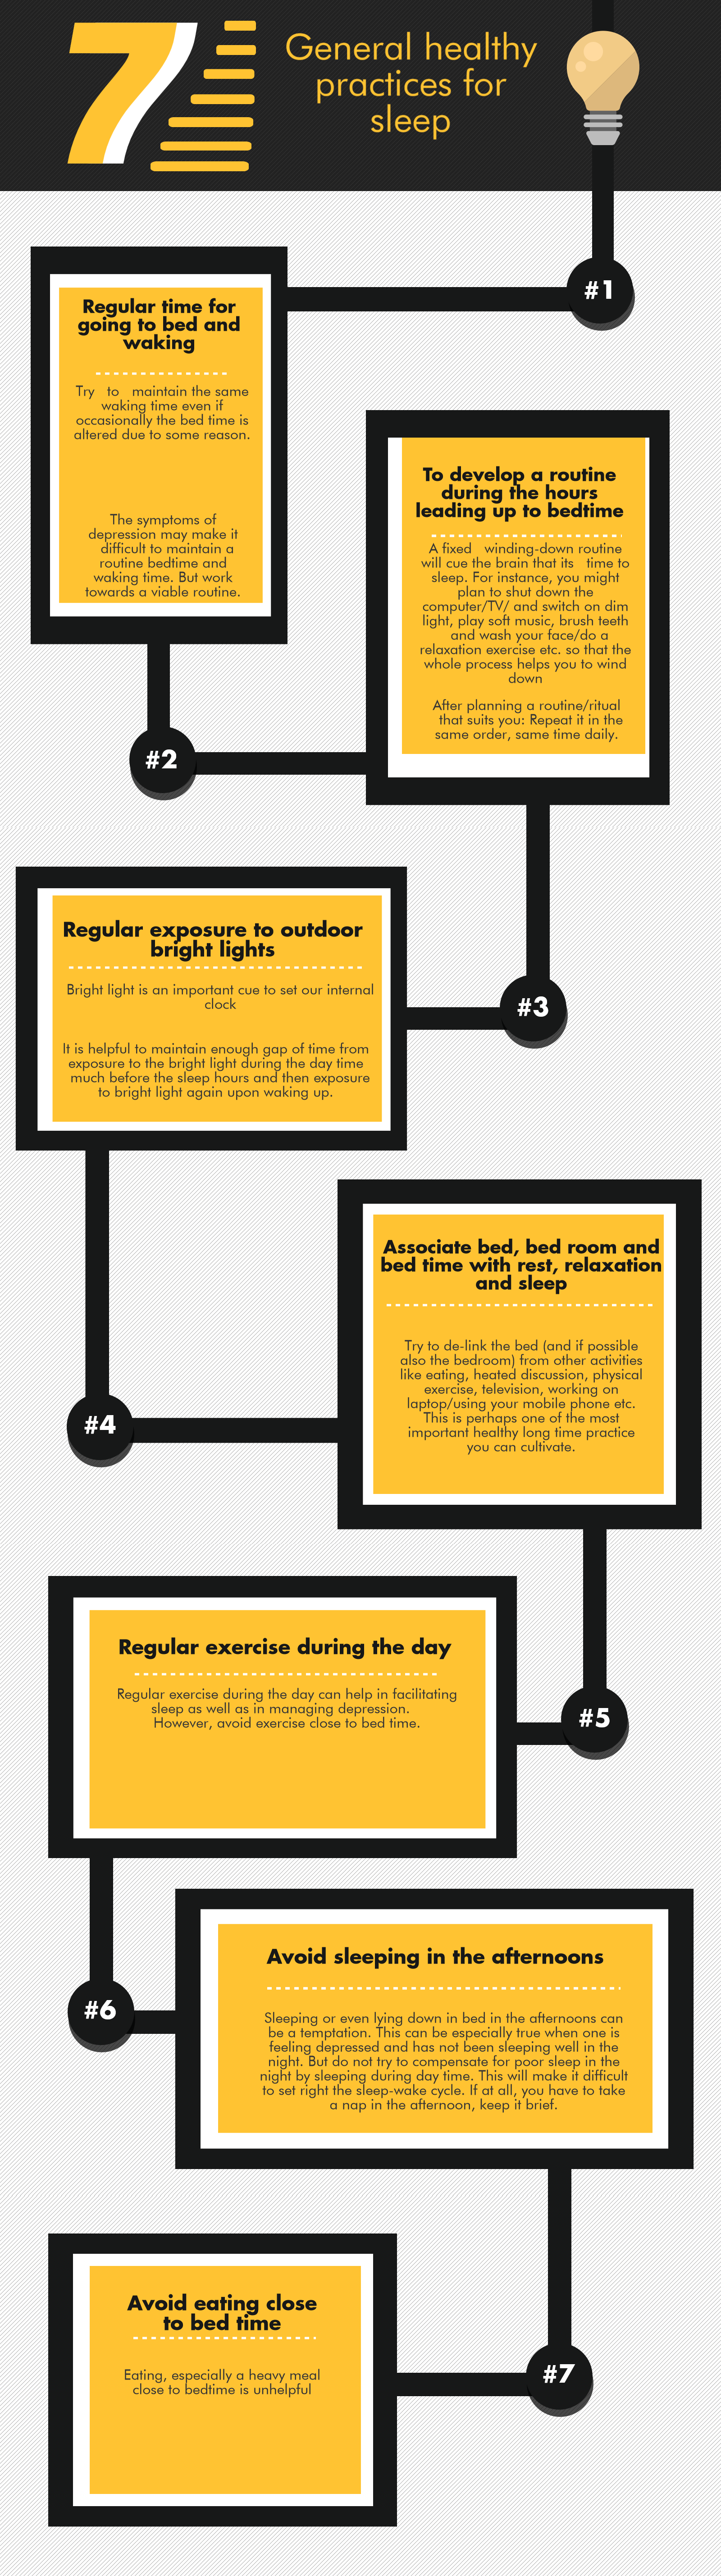 7
General healthy
practices for
sleep
#1
Regular time for
going to bed and
waking
Try to maintain the same
waking time even if
occasionally the bed time is
altered due to some reason.
The symptoms of
depression may make it
difficult to maintain a
routine bedtime and
waking time. But work
towards a viable routine.
#2
To develop a routine
during the hours
leading up to bedtime
A fixed winding-down routine
will cue the brain that its time to
sleep. For instance, you might
plan to shut down the
computer/TV/ and switch on dim
light, play soft music, brush teeth
and wash your face/do a
relaxation exercise etc. so that the
whole process helps you to wind
down
After planning a routine/ritual
that suits you: Repeat it in the
same order, same time daily.
#3
Regular exposure to outdoor
bright lights
Bright light is an important cue to set our internal
clock
It is helpful to maintain enough gap of time from
exposure to the bright light during the day time
much before the sleep hours and then exposure
to bright light again upon waking up.
#4
Associate bed, bed room and
bed time with rest, relaxation
and sleep
Try to de-link the bed (and if possible
also the bedroom) from other activities
like eating, heated discussion, physical
exercise, television, working on
laptop/using your mobile phone etc.
This is perhaps one of the most
important healthy long time practice
you can cultivate.
#5
Regular exercise during the day
Regular exercise during the day can help in facilitating
sleep as well as in managing depression.
However, avoid exercise close to bed time.
#6
Avoid sleeping in the afternoons
Sleeping or even lying down in bed in the afternoons can
be a temptation. This can be especially true when one is
feeling depressed and has not been sleeping well in the
night. But do not try to compensate for poor sleep in the
night by sleeping during day time. This will make it difficult
to set right the sleep-wake cycle. If at all, you have to take
a nap in the afternoon, keep it brief.
#7
Avoid eating close
to bed time
Eating, especially a heavy meal
close to bedtime is unhelpful